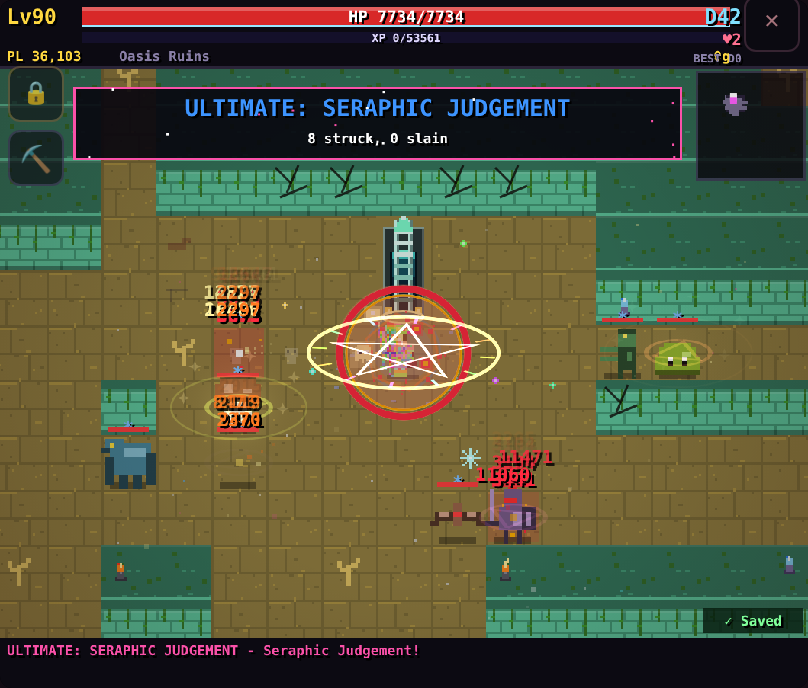 Lv90
HP 7734/7734
D42
XP 0/53561
♥2
PL 36,103
Oasis Ruins
ULTIMATE: SERAPHIC JUDGEMENT
8 struck, 0 slain
✓ Saved
ULTIMATE: SERAPHIC JUDGEMENT - Seraphic Judgement!